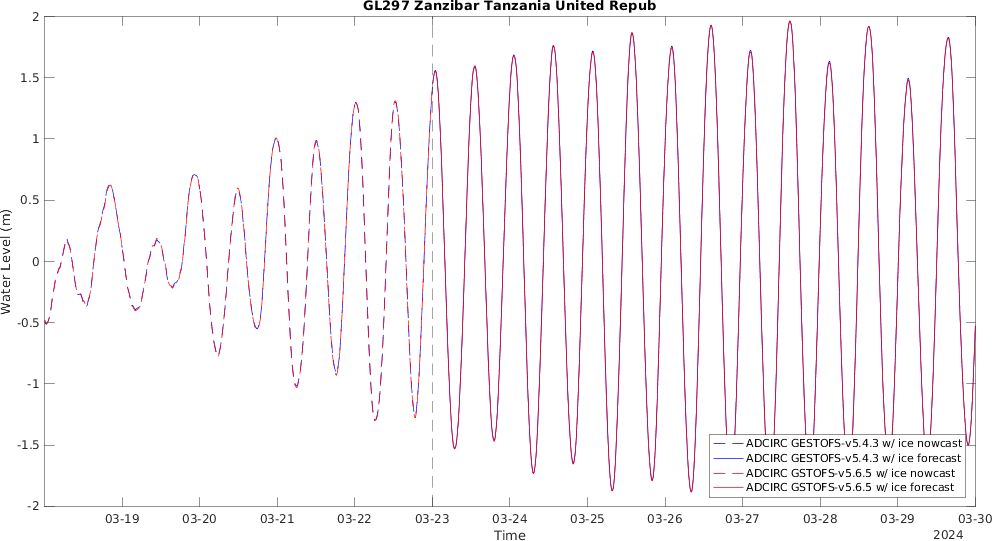 GL297 Zanzibar Tanzania United Repub
2
1.5
1
0.5
0
-0.5
-1
-1.5
-2
Water Level (m)
ADCIRC GESTOFS-v5.4.3 w/ ice nowcast
ADCIRC GESTOFS-v5.4.3 w/ ice forecast
ADCIRC GSTOFS-v5.6.5 w/ ice nowcast
ADCIRC GSTOFS-v5.6.5 w/ ice forecast
03-19 03-20 03-21 03-22 03-23 03-24 03-25 03-26 03-27 03-28 03-29 03-30
Time
2024